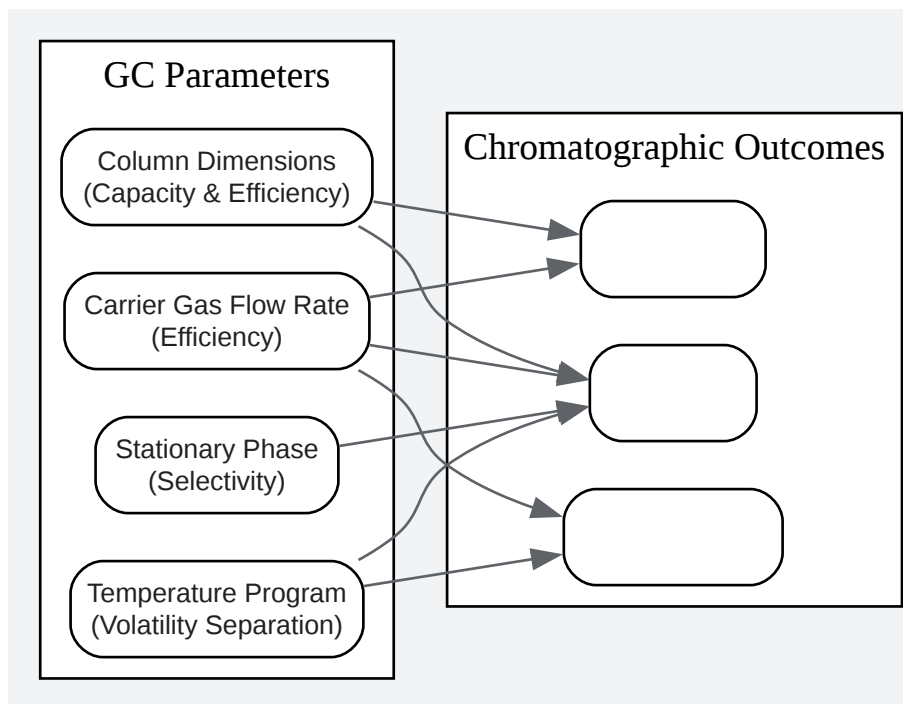 GC Parameters
Column Dimensions
(Capacity & Efficiency)
Carrier Gas Flow Rate
(Efficiency)
Stationary Phase
(Selectivity)
Temperature Program
(Volatility Separation)
Chromatographic Outcomes